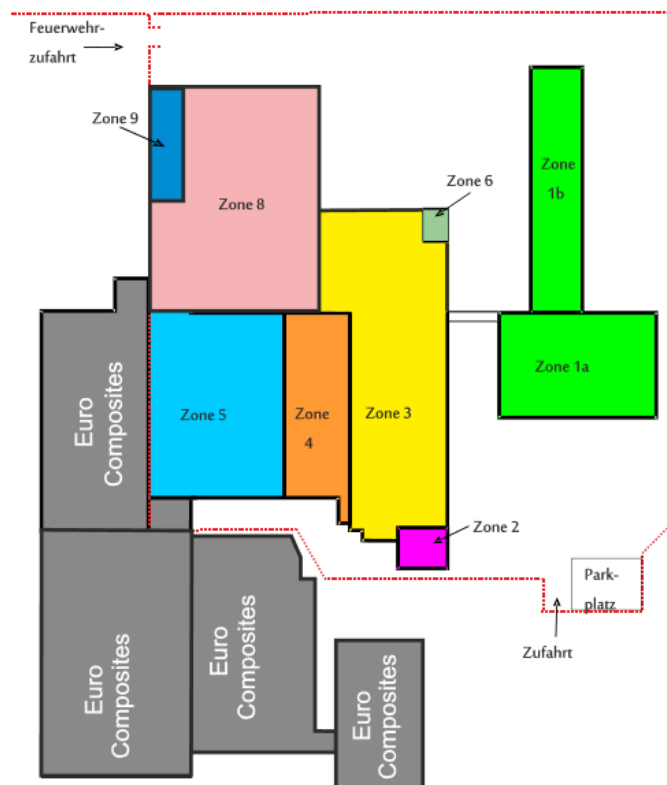 Feuerwehr-
zufahrt
Zone 9
Zone 8
Zone 6
Zone
1b
Euro
Composites
Zone 5
Zone
4
Zone 3
Zone 1a
Zone 2
Park-
platz
Zufahrt
Euro
Composites
Euro
Composites
Euro
Composites